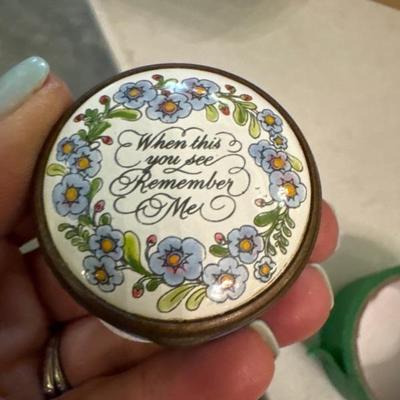 When this
you see
Remember
Me